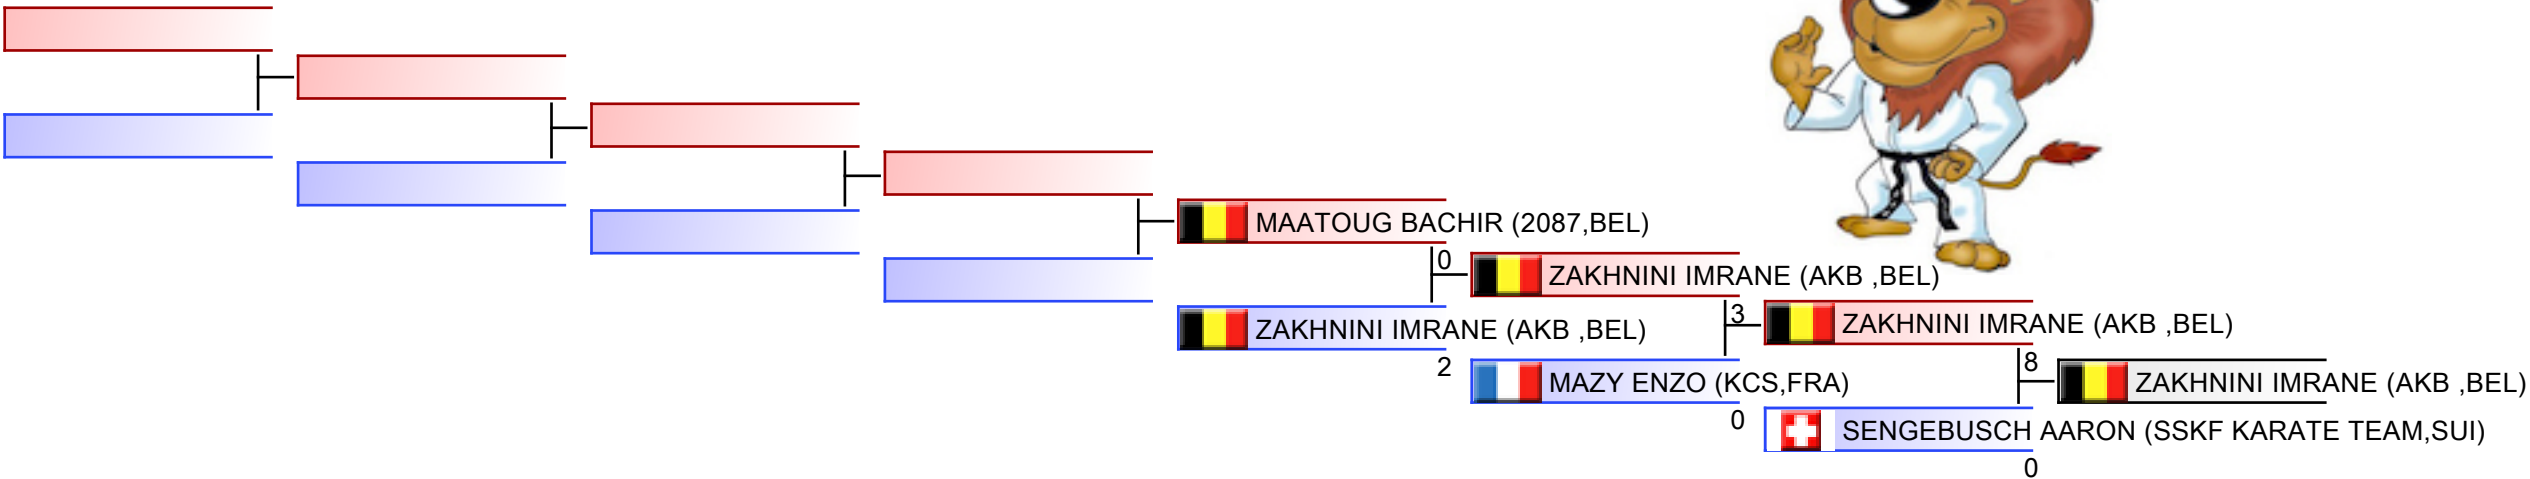 MAATOUG BACHIR (2087,BEL)
0
ZAKHNINI IMRANE (AKB ,BEL)
ZAKHNINI IMRANE (AKB ,BEL)
2
3
ZAKHNINI IMRANE (AKB ,BEL)
MAZY ENZO (KCS,FRA)
0
8
ZAKHNINI IMRANE (AKB ,BEL)
SENGEBUSCH AARON (SSKF KARATE TEAM,SUI)
0